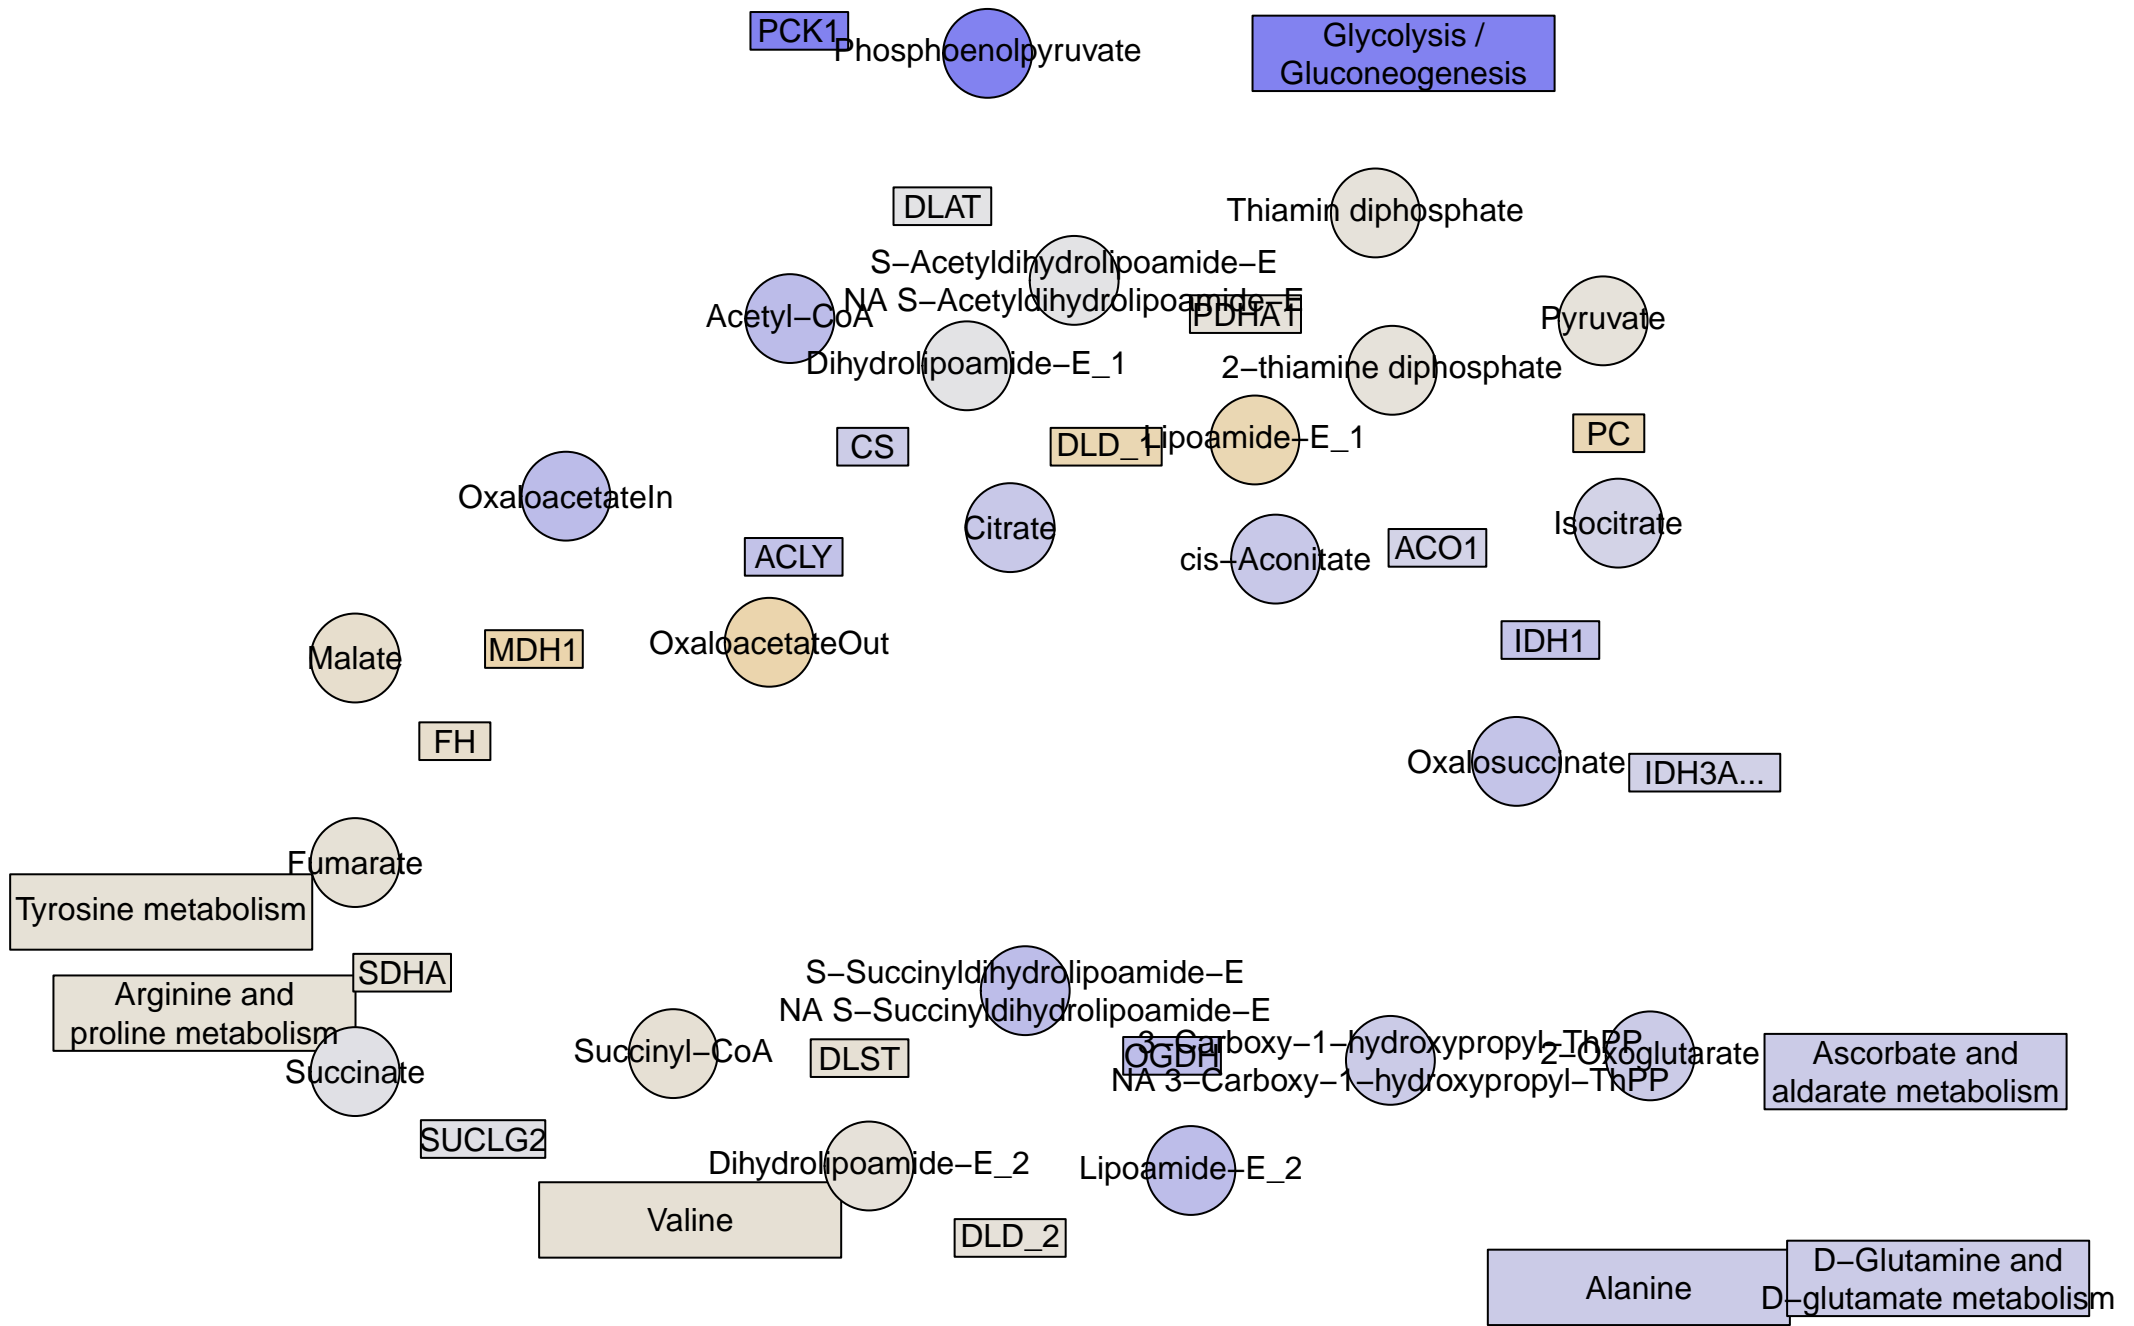 PCK1
Phosphoenolpyruvate
Glycolysis /
Gluconeogenesis
DLAT
Thiamin diphosphate
S−Acetyldihydrolipoamide−E
NA S−Acetyldihydrolipoamide−E
PDHA1
Acetyl−CoA
Pyruvate
Dihydrolipoamide−E_1
2−thiamine diphosphate
CS
DLD_1
Lipoamide−E_1
PC
OxaloacetateIn
Citrate
Isocitrate
ACLY
cis−Aconitate
ACO1
Malate
MDH1
OxaloacetateOut
IDH1
FH
Oxalosuccinate
IDH3A...
Fumarate
Tyrosine metabolism
SDHA
Arginine and
proline metabolism
Succinate
S−Succinyldihydrolipoamide−E
NA S−Succinyldihydrolipoamide−E
Succinyl−CoA
DLST
OGDH
3−Carboxy−1−hydroxypropyl−ThPP
NA 3−Carboxy−1−hydroxypropyl−ThPP
2−Oxoglutarate
Ascorbate and
aldarate metabolism
SUCLG2
Dihydrolipoamide−E_2
Lipoamide−E_2
Valine
DLD_2
Alanine
D−Glutamine and
D−glutamate metabolism